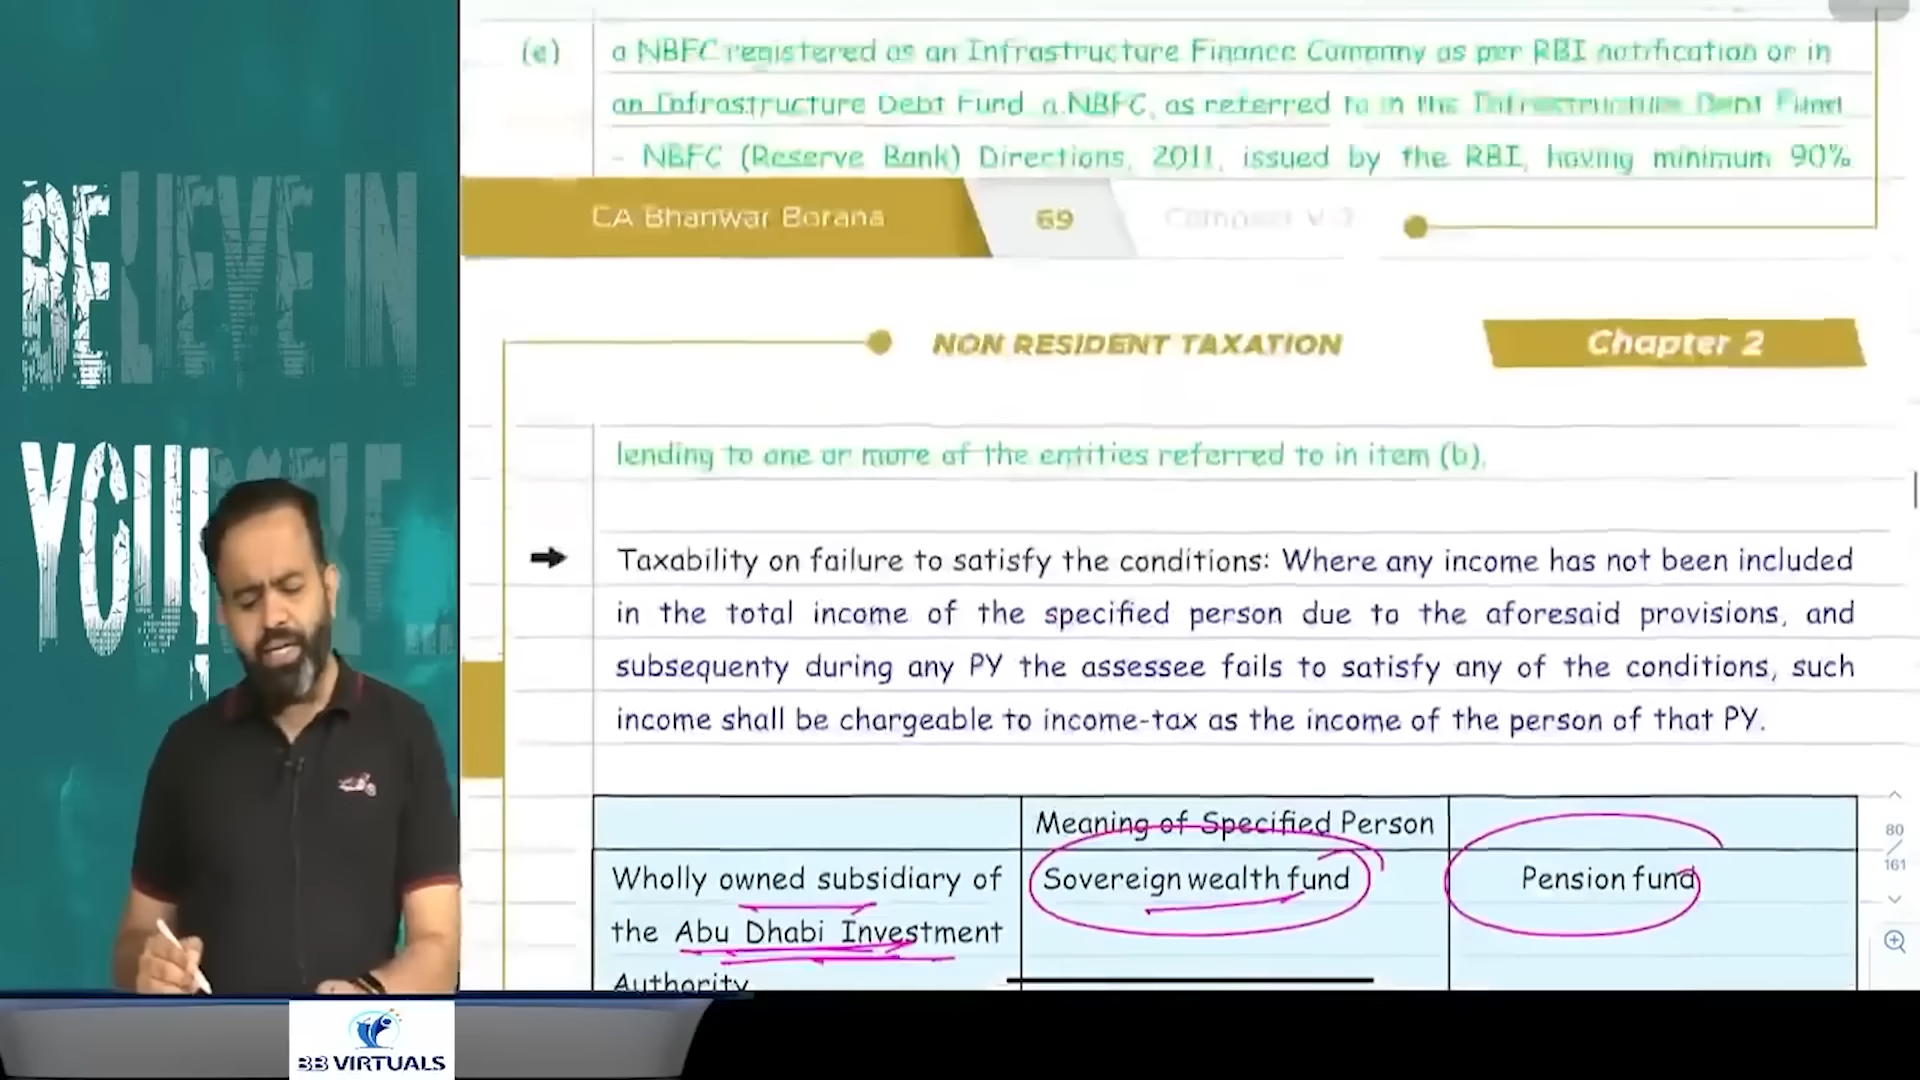 BELIEVE IN
YOU
(e) a NBFC registered as an Infrastructure Finance Company as per RBI notification or in
an Infrastructure Debt Fund, a NBFC, as referred to in the Infrastructure Debt Fund
- NBFC (Reserve Bank) Directions, 2011, issued by the RBI, having minimum 90%
CA Bhanwar Borana 69
NON RESIDENT TAXATION Chapter 2
lending to one or more of the entities referred to in item (b).
➡ Taxability on failure to satisfy the conditions: Where any income has not been included
in the total income of the specified person due to the aforesaid provisions, and
subsequenty during any PY the assessee fails to satisfy any of the conditions, such
income shall be chargeable to income-tax as the income of the person of that PY.
Meaning of Specified Person
Wholly owned subsidiary of Sovereign wealth fund Pension fund
the Abu Dhabi Investment
Authority
80
/
161
BB VIRTUALS